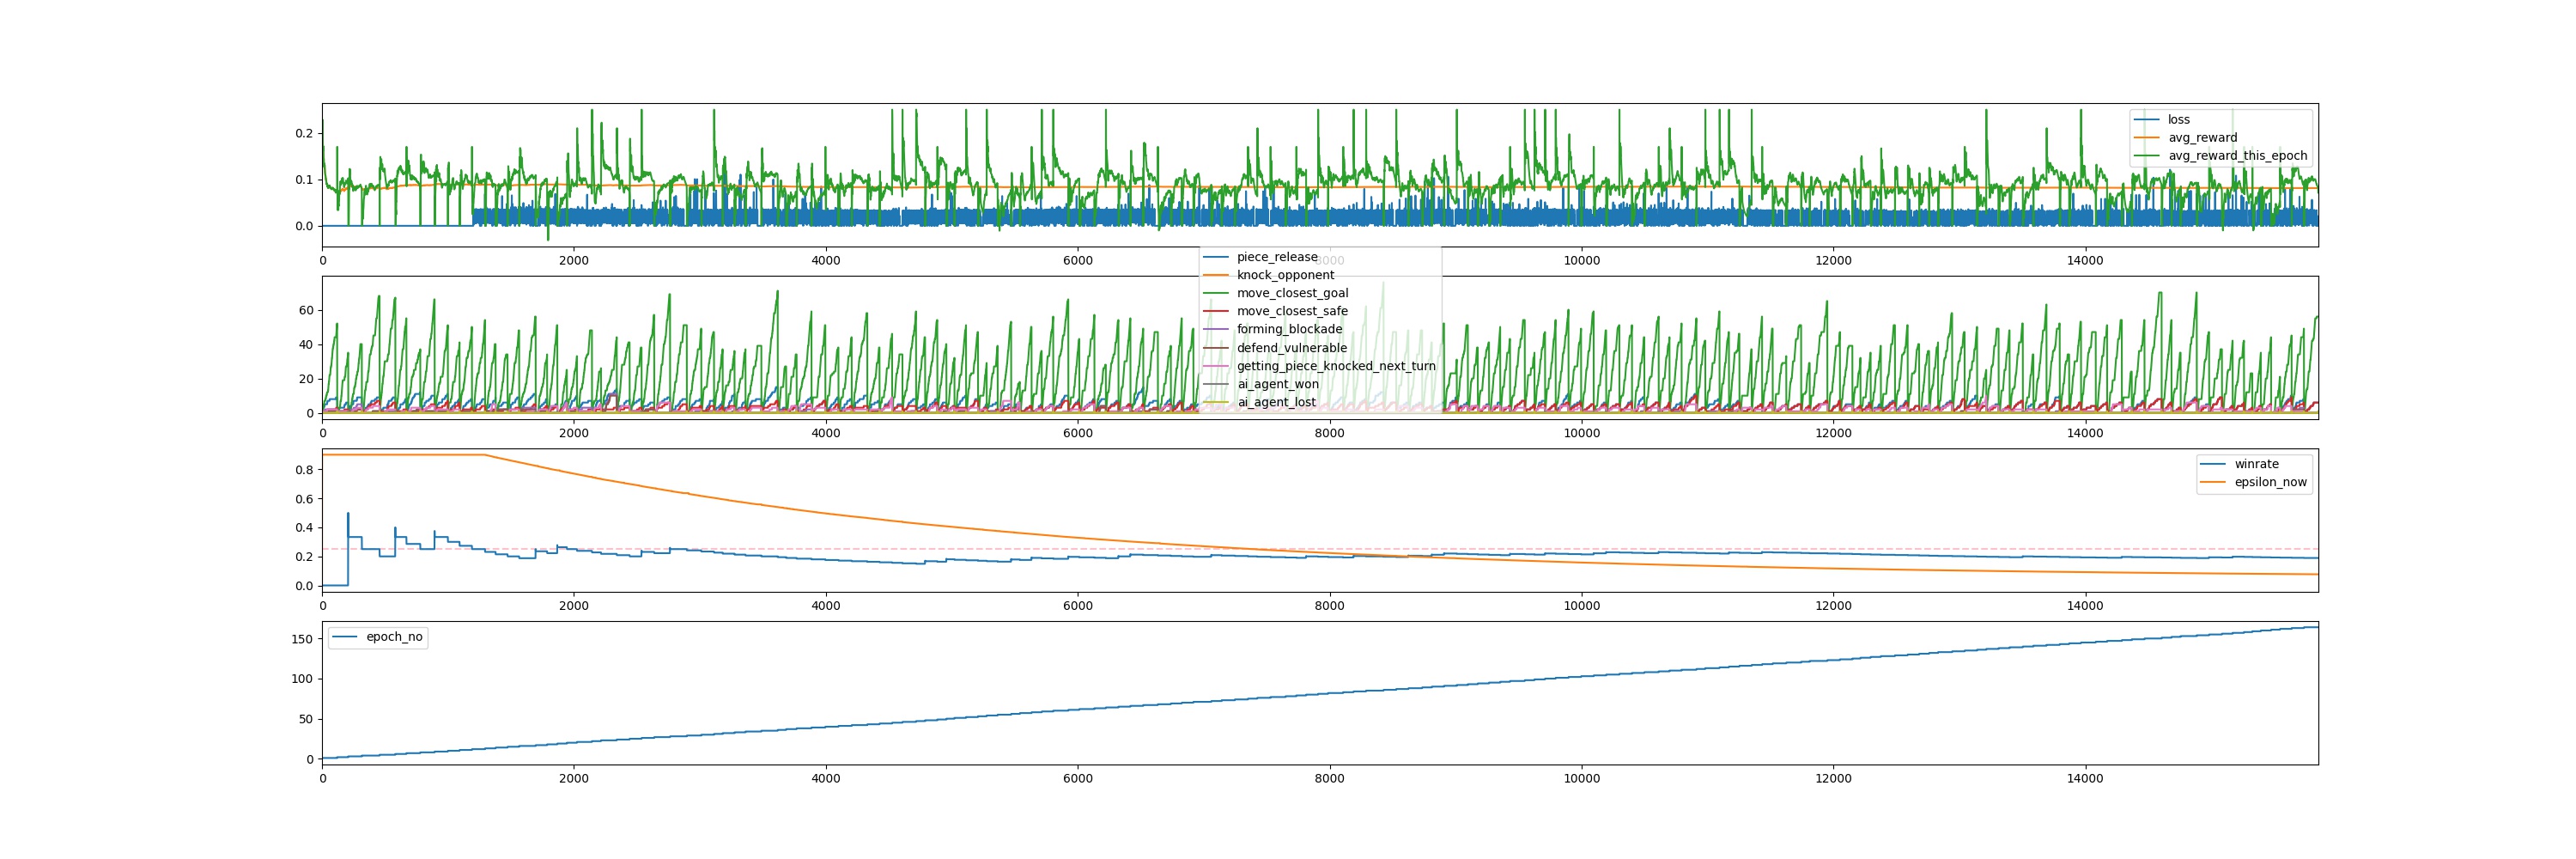 0.2
0.1
0.0
loss
avg_reward
avg_reward_this_epoch
0 2000 4000 6000 8000 10000 12000 14000
60
40
20
0
piece_release
knock_opponent
move_closest_goal
move_closest_safe
forming_blockade
defend_vulnerable
getting_piece_knocked_next_turn
ai_agent_won
ai_agent_lost
0 2000 4000 6000 8000 10000 12000 14000
0.8
0.6
0.4
0.2
0.0
winrate
epsilon_now
0 2000 4000 6000 8000 10000 12000 14000
150
100
50
0
epoch_no
0 2000 4000 6000 8000 10000 12000 14000